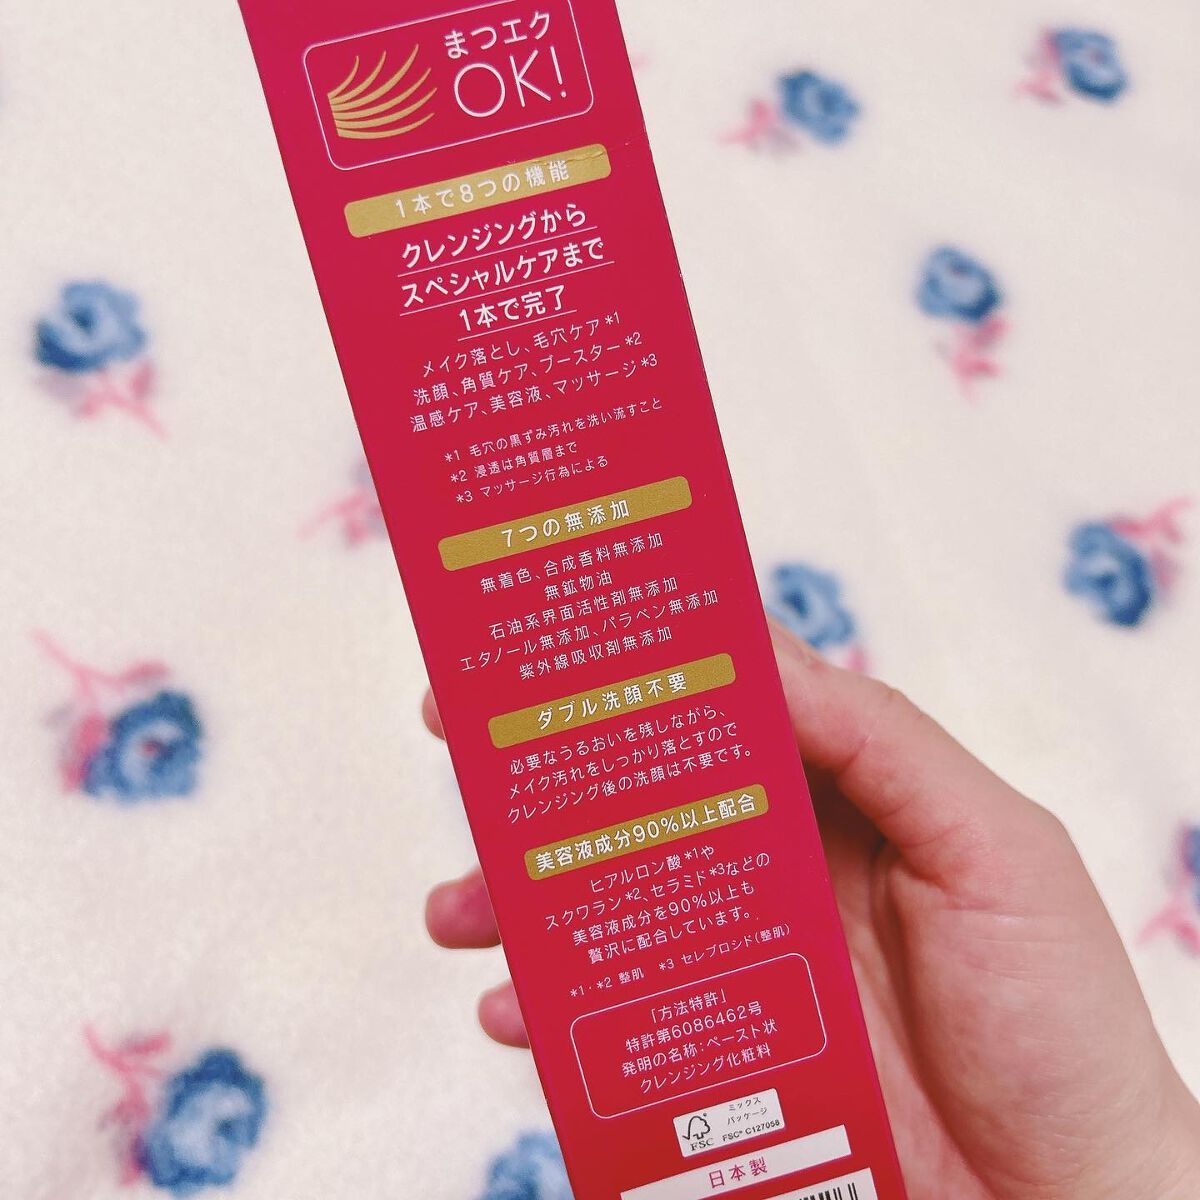 まつエク
OK!
1本で8つの機能
クレンジングから
スペシャルケアまで
1本で完了
メイク落とし、毛穴ケア*1
洗顔、角質ケア、ブースター*2
温感ケア、美容液、マッサージ*3
*1 毛穴の黒ずみ汚れを洗い流すこと
*2 浸透は角質層まで
*3 マッサージ行為による
7つの無添加
無着色、合成香料無添加
無鉱物油
石油系界面活性剤無添加
エタノール無添加、パラベン無添加
紫外線吸収剤無添加
ダブル洗顔不要
必要なうるおいを残しながら、
メイク汚れをしっかり落とすので
クレンジング後の洗顔は不要です。
美容液成分90%以上配合
ヒアルロン酸*1や
スクワラン*2、セラミド*3などの
美容液成分を90%以上も
贅沢に配合しています。
*1・*2 整肌 *3 セレブロシド(整肌)
「方法特許」
特許第6086462号
発明の名称:ペースト状
クレンジング化粧料
ミックス
パッケージ
FSC FSC® C127058
日本製